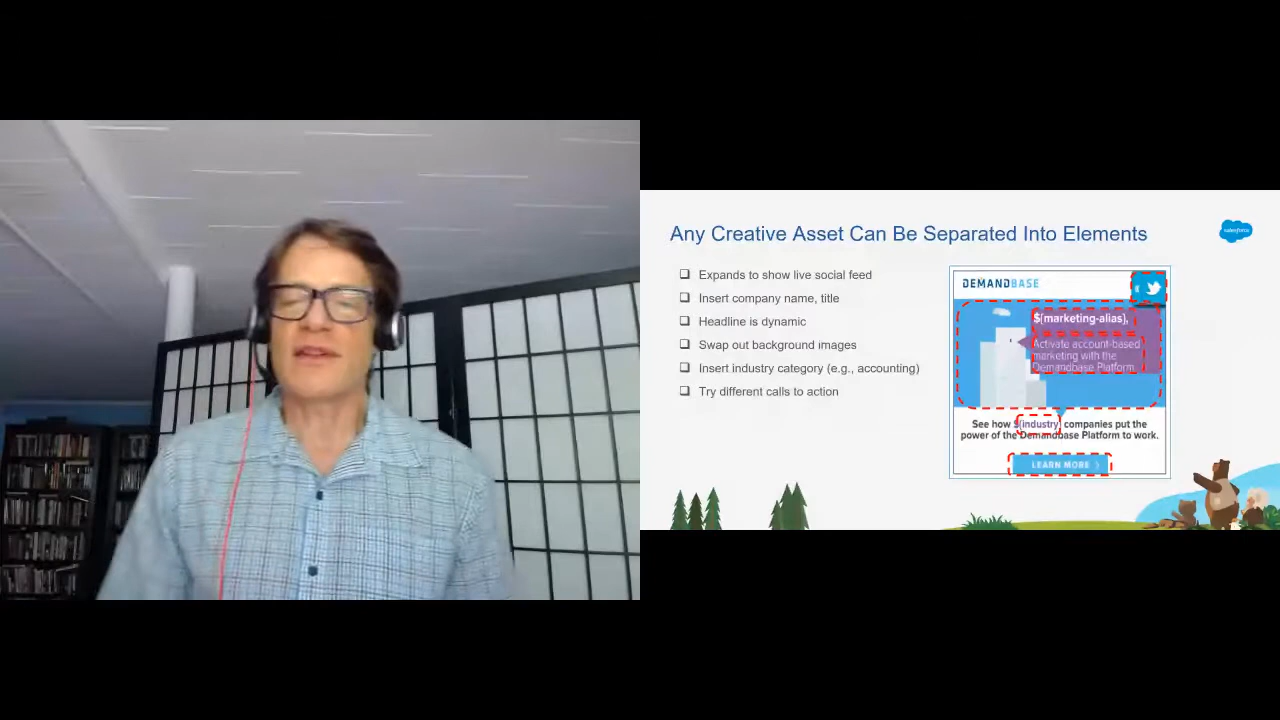 Any Creative Asset Can Be Separated Into Elements
salesforce
Expands to show live social feed
Insert company name, title
Headline is dynamic
Swap out background images
Insert industry category (e.g., accounting)
Try different calls to action
DEMANDBASE
${marketing-alias},
Activate account-based
marketing with the
Demandbase Platform.
See how ${industry} companies put the
power of the Demandbase Platform to work.
LEARN MORE